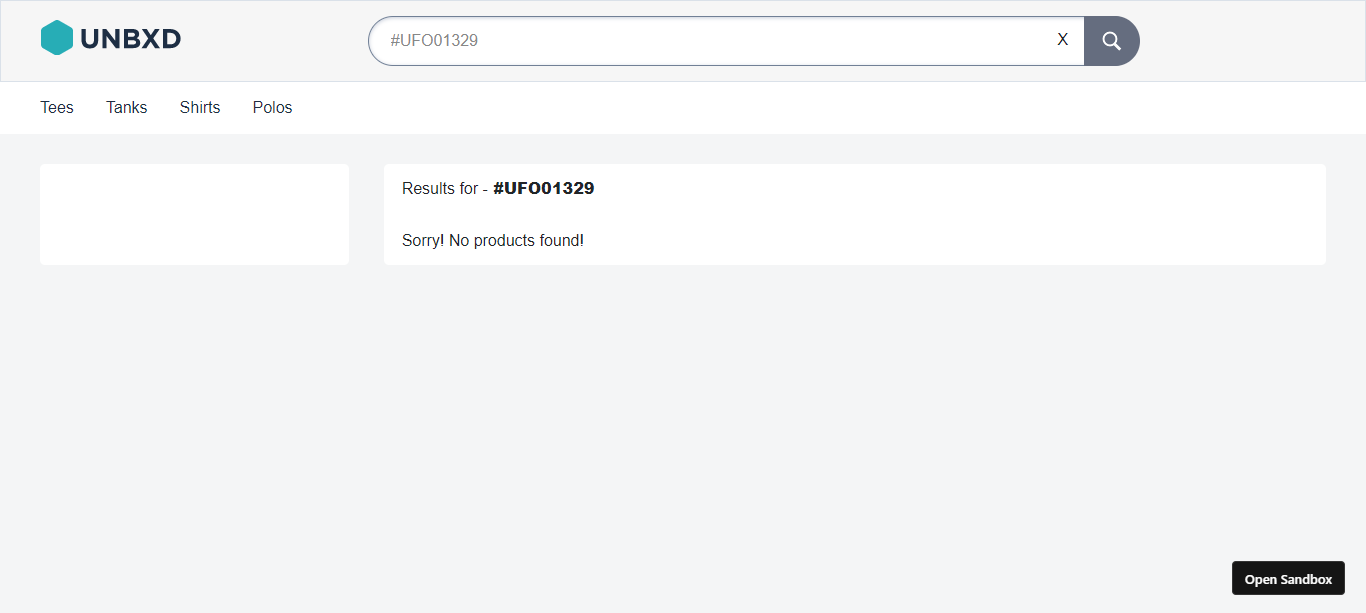 UNBXD
#UFO01329 X
Tees Tanks Shirts Polos
Results for - #UFO01329
Sorry! No products found!
Open Sandbox